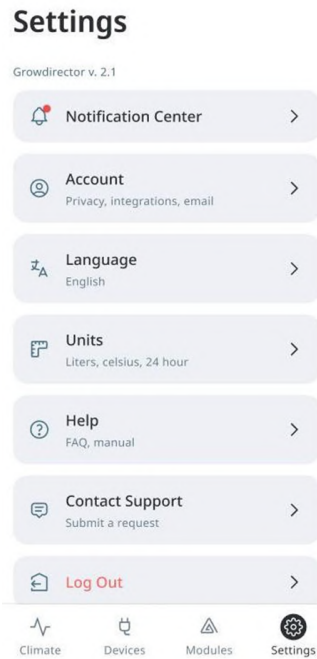 Settings
Growdirector v. 2.1
Notification Center
Account
Privacy, integrations, email
Language
English
Units
Liters, celsius, 24 hour
Help
FAQ, manual
Contact Support
Submit a request
Log Out
Climate Devices Modules Settings